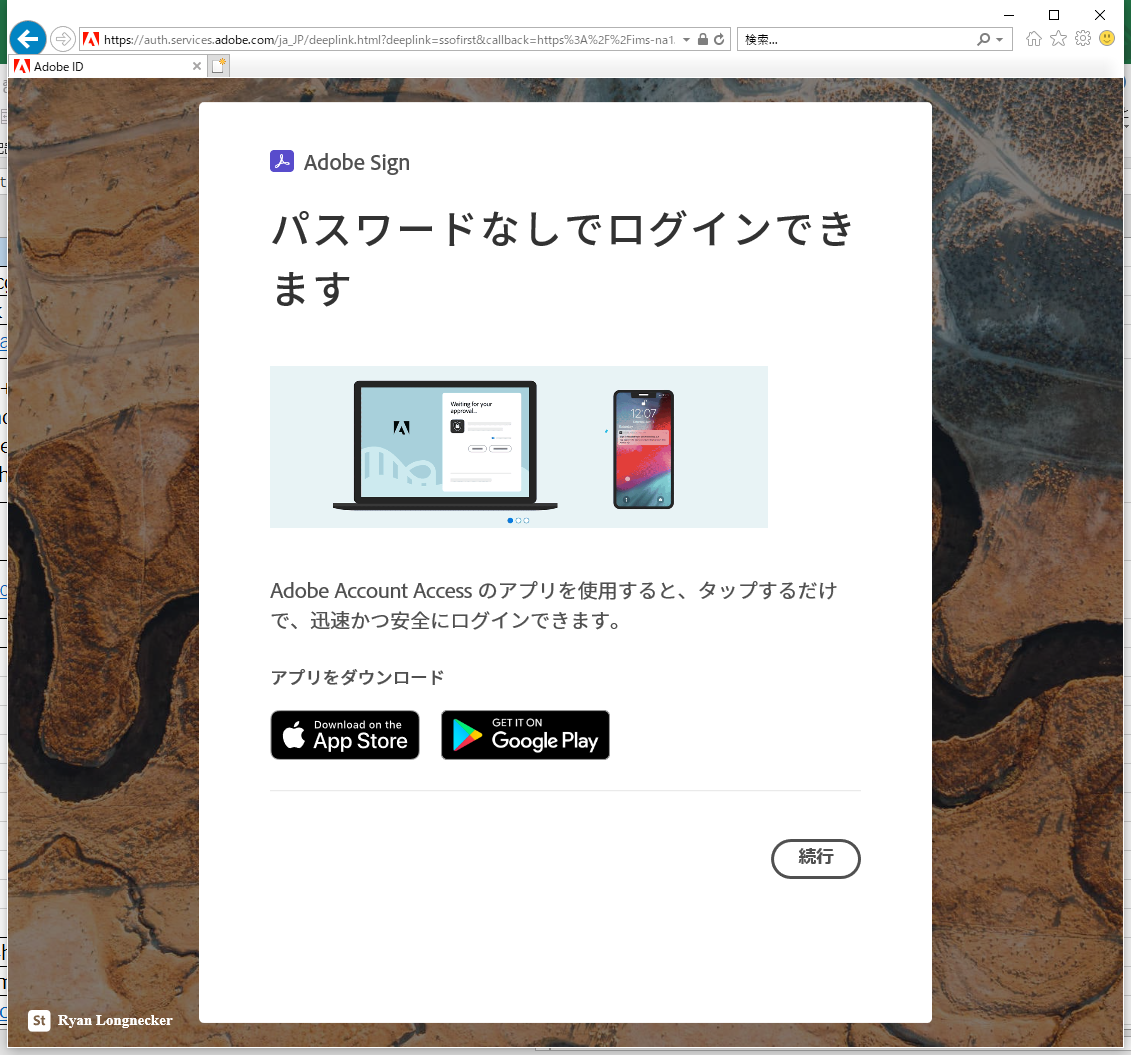 https://auth.services.adobe.com/ja_JP/deeplink.html?deeplink=ssofirst&callback=https%3A%2F%2Fims-na1.
検索...
Adobe ID
Adobe Sign
パスワードなしでログインでき
ます
Waiting for your
approval...
12:07
Adobe Account Access のアプリを使用すると、タップするだけ
で、迅速かつ安全にログインできます。
アプリをダウンロード
Download on the
App Store
GET IT ON
Google Play
続行
St Ryan Longnecker